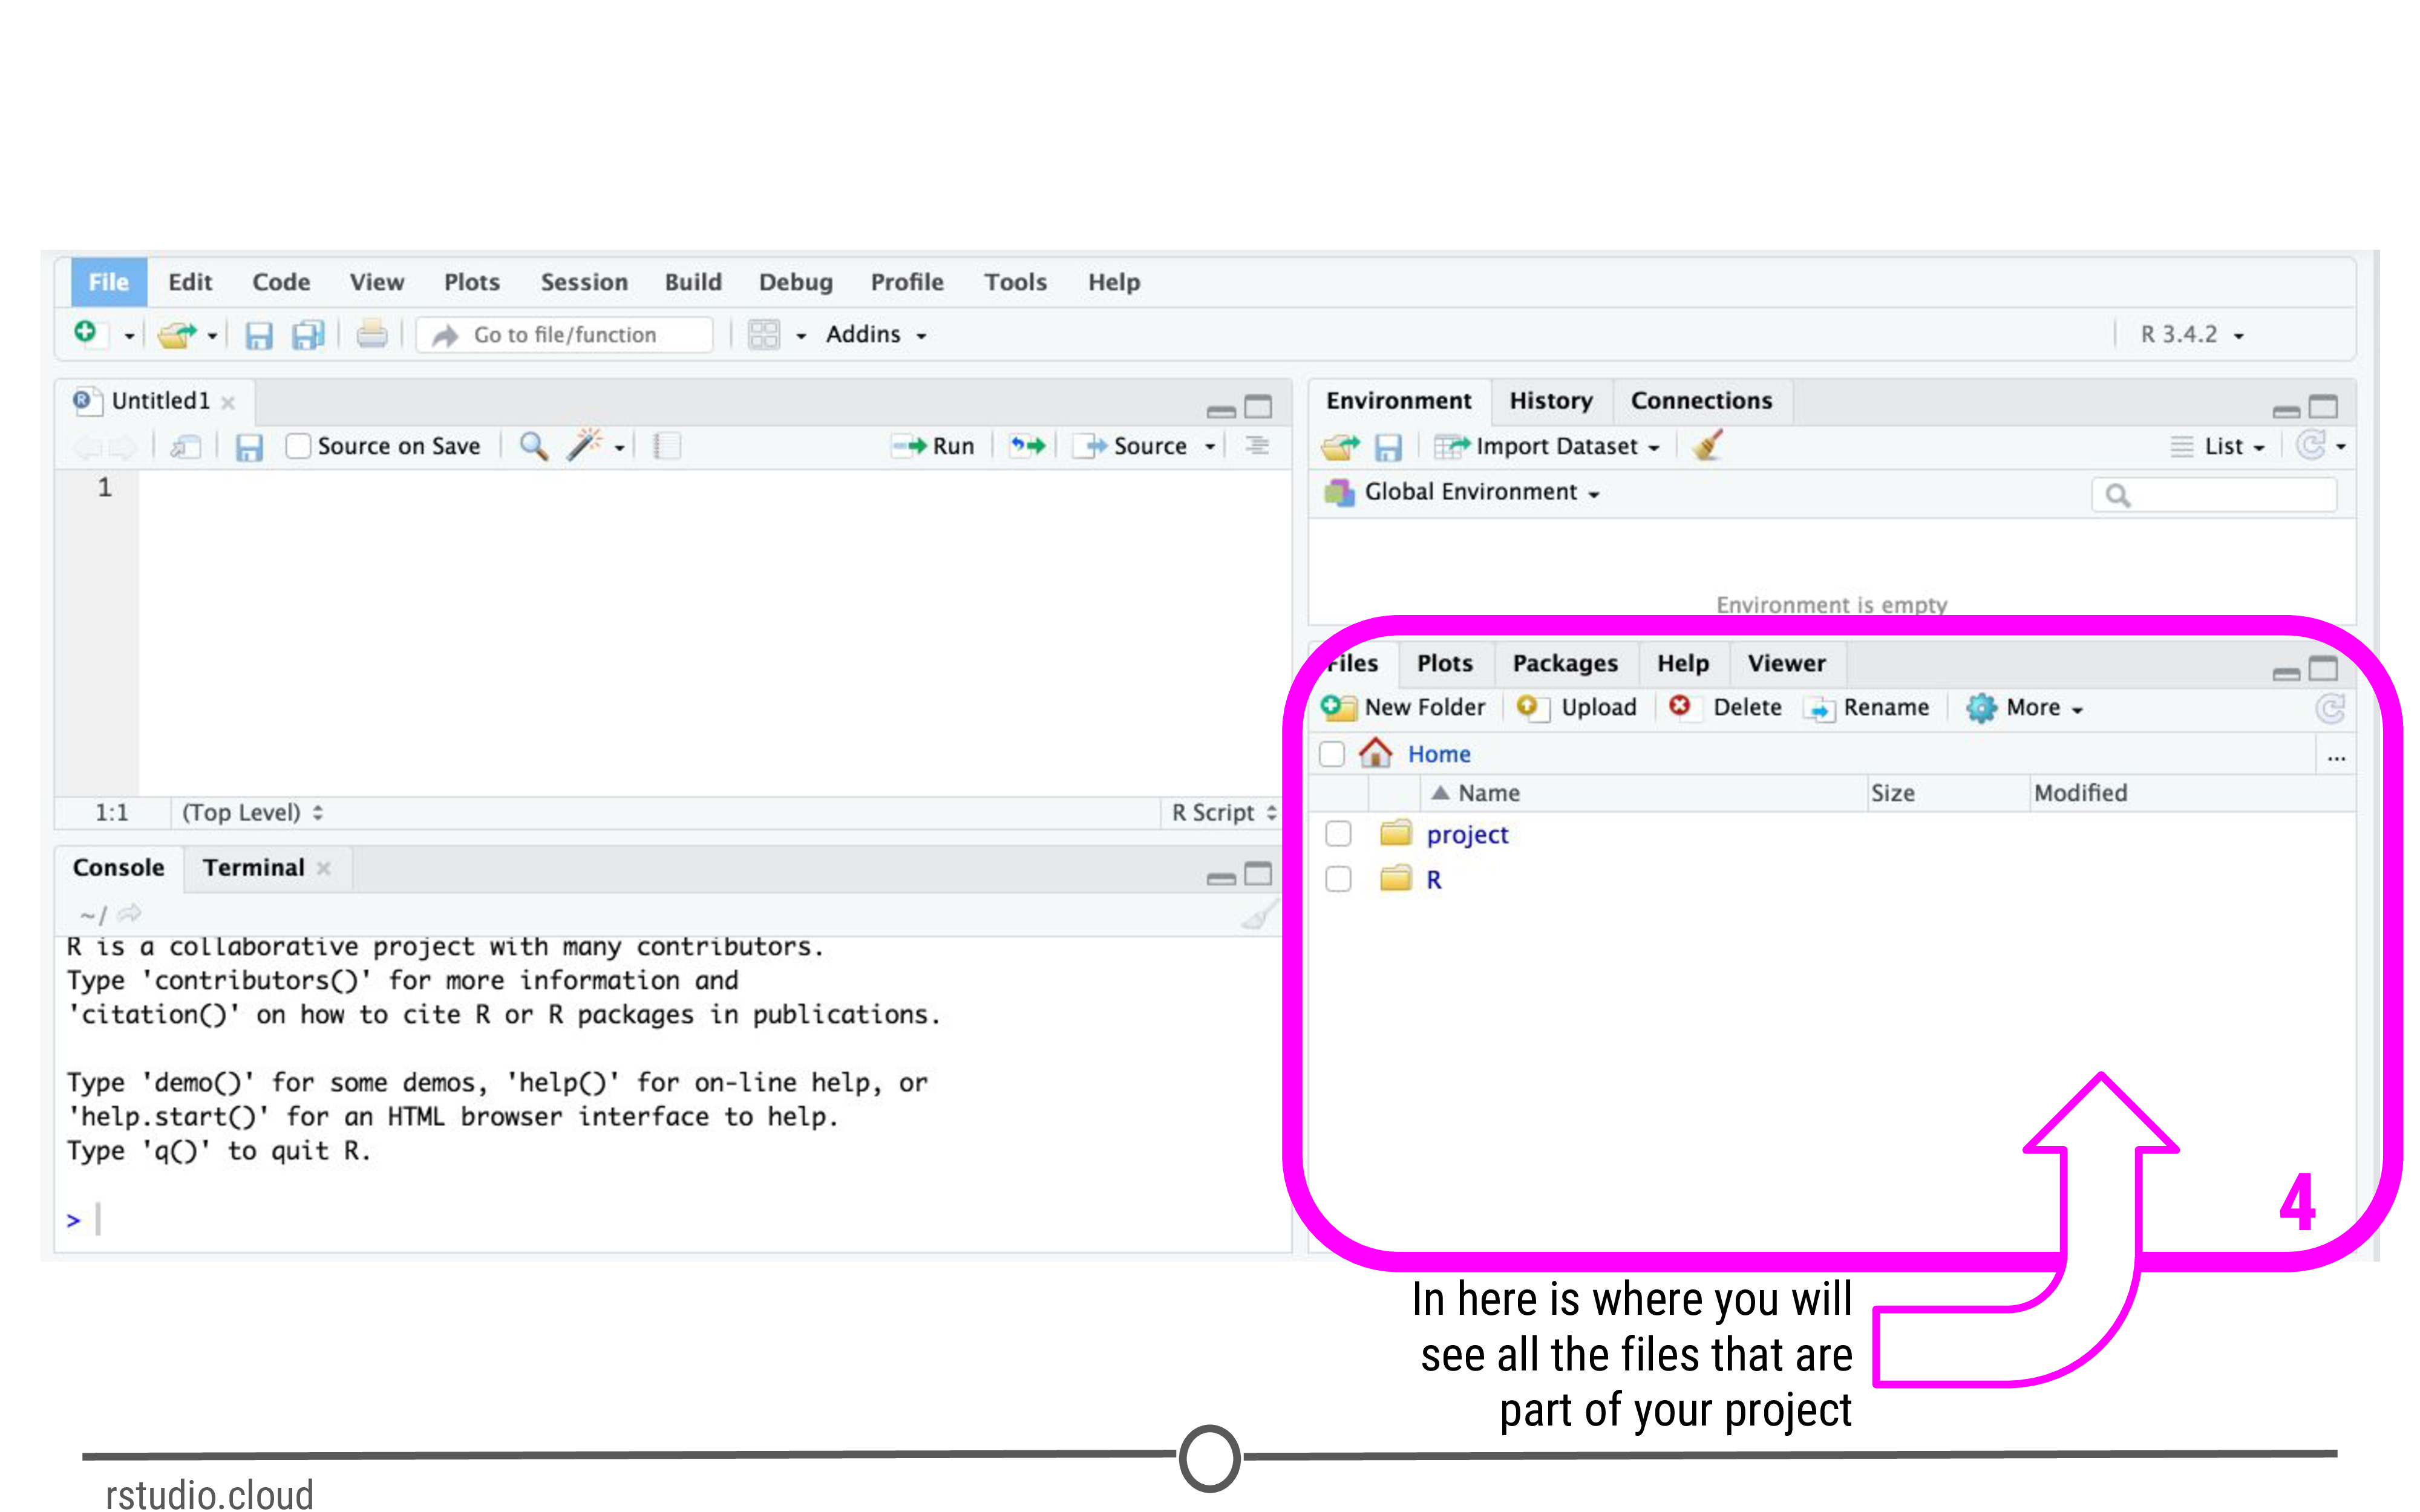 File Edit Code View Plots Session Build Debug Profile Tools Help
Go to file/function Addins R 3.4.2
Untitled1
Source on Save Run Source
1
1:1 (Top Level) R Script
Console Terminal
~/
R is a collaborative project with many contributors.
Type 'contributors()' for more information and
'citation()' on how to cite R or R packages in publications.
Type 'demo()' for some demos, 'help()' for on-line help, or
'help.start()' for an HTML browser interface to help.
Type 'q()' to quit R.
>
Environment History Connections
Import Dataset List
Global Environment
Environment is empty
Files Plots Packages Help Viewer
New Folder Upload Delete Rename More
Home ...
Name Size Modified
project
R
4
In here is where you will
see all the files that are
part of your project
rstudio.cloud